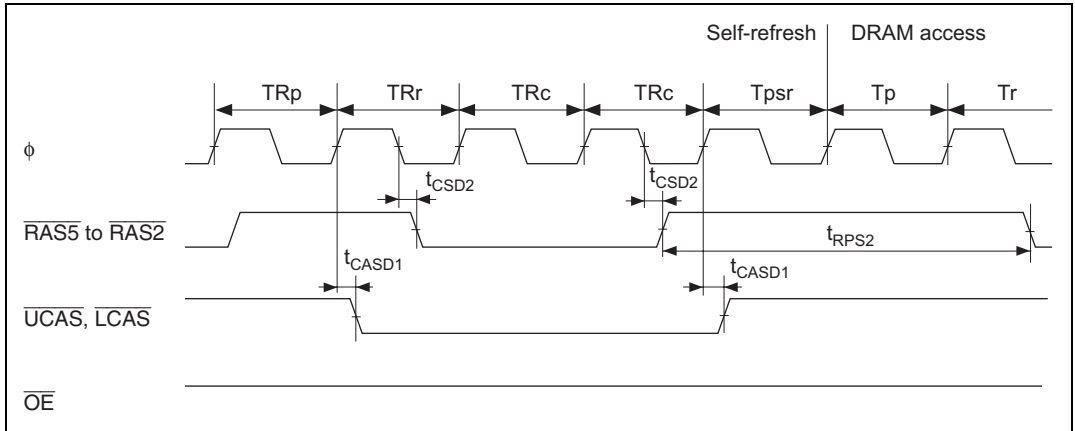 Self-refresh DRAM access
TRp TRr TRc TRc Tpsr Tp Tr
ϕ
tCSD2 tCSD2
RAS5 to RAS2
tRPS2
tCASD1 tCASD1
UCAS, LCAS
OE